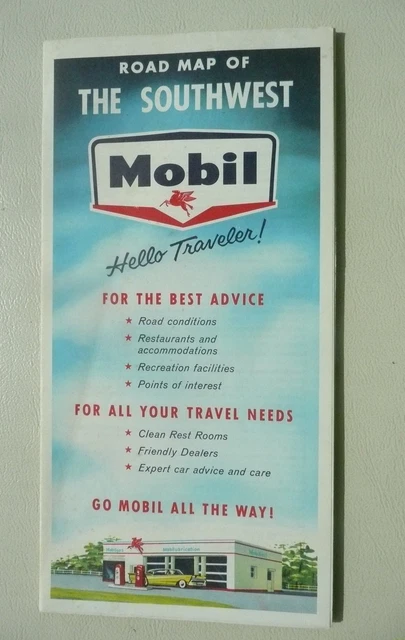 ROAD MAP OF
THE SOUTHWEST
Mobil
Hello Traveler!
FOR THE BEST ADVICE
★ Road conditions
★ Restaurants and
accommodations
★ Recreation facilities
★ Points of interest
FOR ALL YOUR TRAVEL NEEDS
★ Clean Rest Rooms
★ Friendly Dealers
★ Expert car advice and care
GO MOBIL ALL THE WAY!